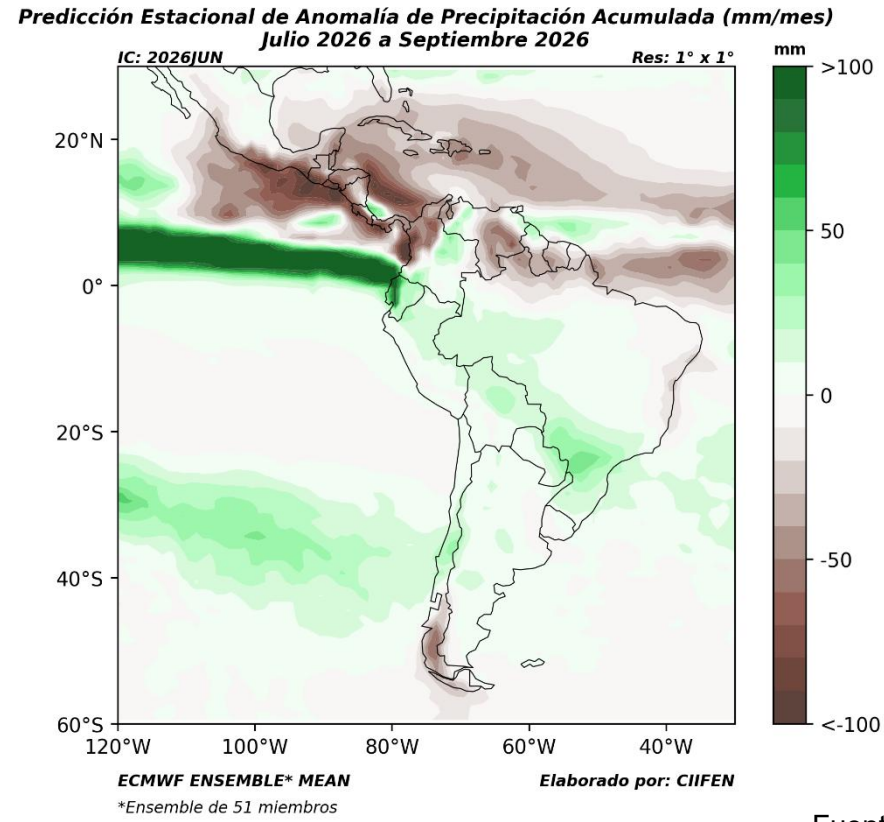 Predicción Estacional de Anomalía de Precipitación Acumulada (mm/mes)
Julio 2026 a Septiembre 2026
IC: 2026JUN
Res: 1° x 1°
mm
>100
50
0
-50
<-100
20°N
0°
20°S
40°S
60°S
120°W
100°W
80°W
60°W
40°W
ECMWF ENSEMBLE* MEAN
Elaborado por: CIIFEN
*Ensemble de 51 miembros